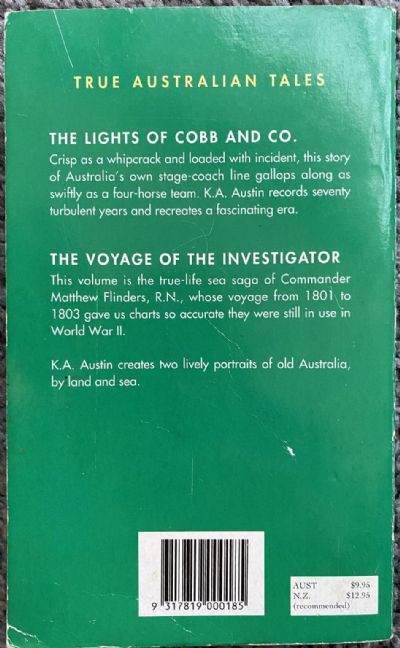 TRUE AUSTRALIAN TALES
THE LIGHTS OF COBB AND CO.
Crisp as a whipcrack and loaded with incident, this story
of Australia's own stage-coach line gallops along as
swiftly as a four-horse team. K.A. Austin records seventy
turbulent years and recreates a fascinating era.
THE VOYAGE OF THE INVESTIGATOR
This volume is the true-life sea saga of Commander
Matthew Flinders, R.N., whose voyage from 1801 to
1803 gave us charts so accurate they were still in use in
World War II.
K.A. Austin creates two lively portraits of old Australia,
by land and sea.
9 317819 000185
AUST $9.95
N.Z. $12.95
(recommended)